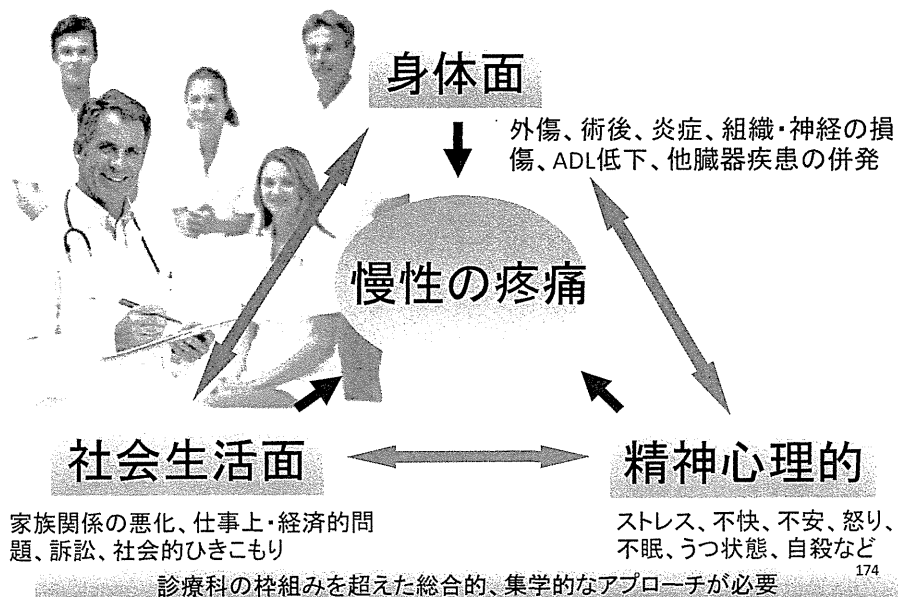 身体面
外傷、術後、炎症、組織・神経の損
傷、ADL低下、他臓器疾患の併発
慢性の疼痛
社会生活面
家族関係の悪化、仕事上・経済的問
題、訴訟、社会的ひきこもり
精神心理的
ストレス、不快、不安、怒り、
不眠、うつ状態、自殺など
174
診療科の枠組みを超えた総合的、集学的なアプローチが必要